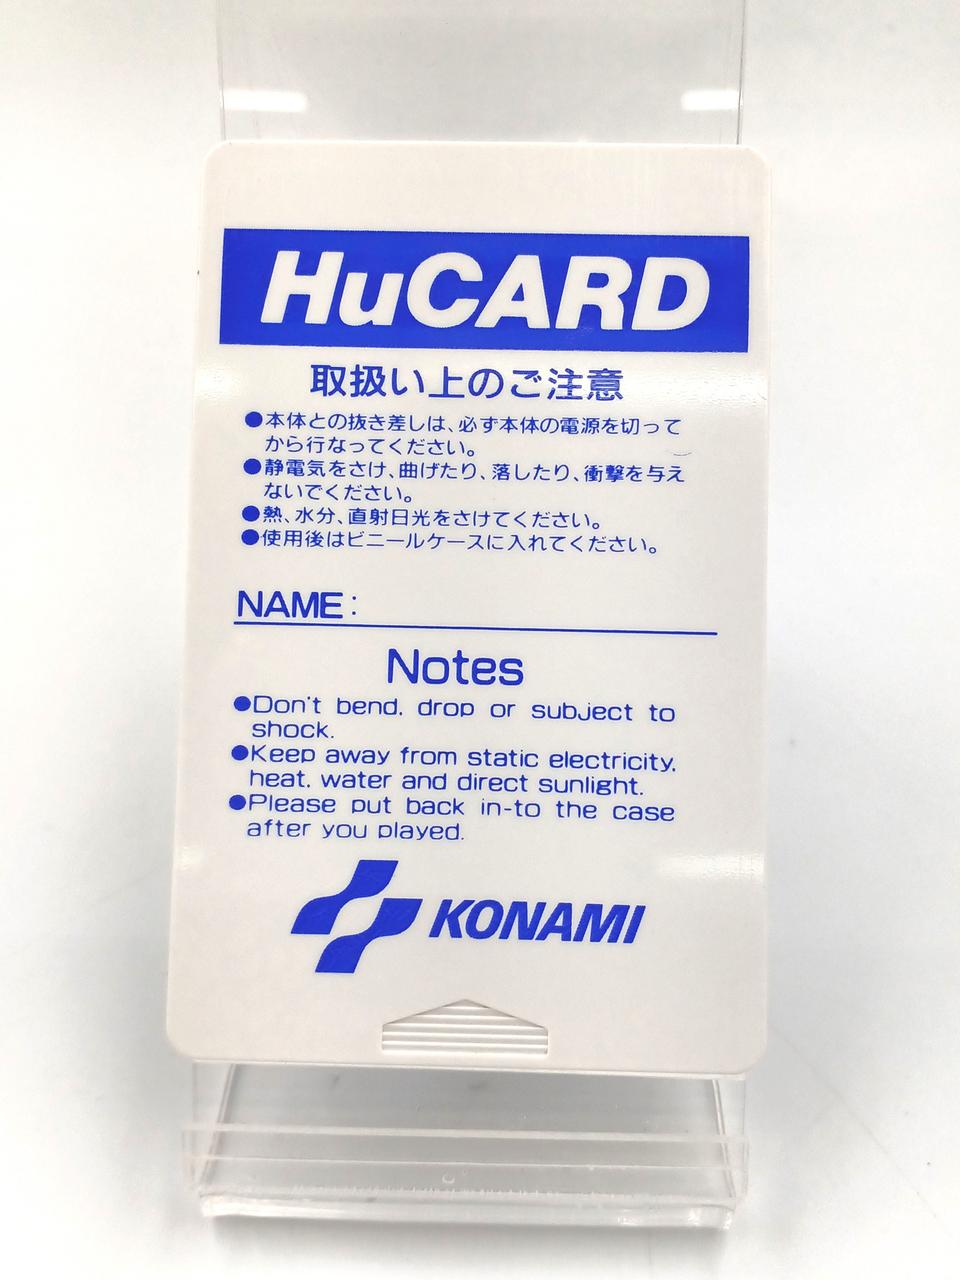 HuCARD
取扱い上のご注意
●本体との抜き差しは、必ず本体の電源を切って
から行なってください。
●静電気をさけ、曲げたり、落したり、衝撃を与え
ないでください。
●熱、水分、直射日光をさけてください。
●使用後はビニールケースに入れてください。
NAME:
Notes
●Don't bend, drop or subject to
shock.
●Keep away from static electricity,
heat, water and direct sunlight.
●Please put back in-to the case
after you played.
KONAMI